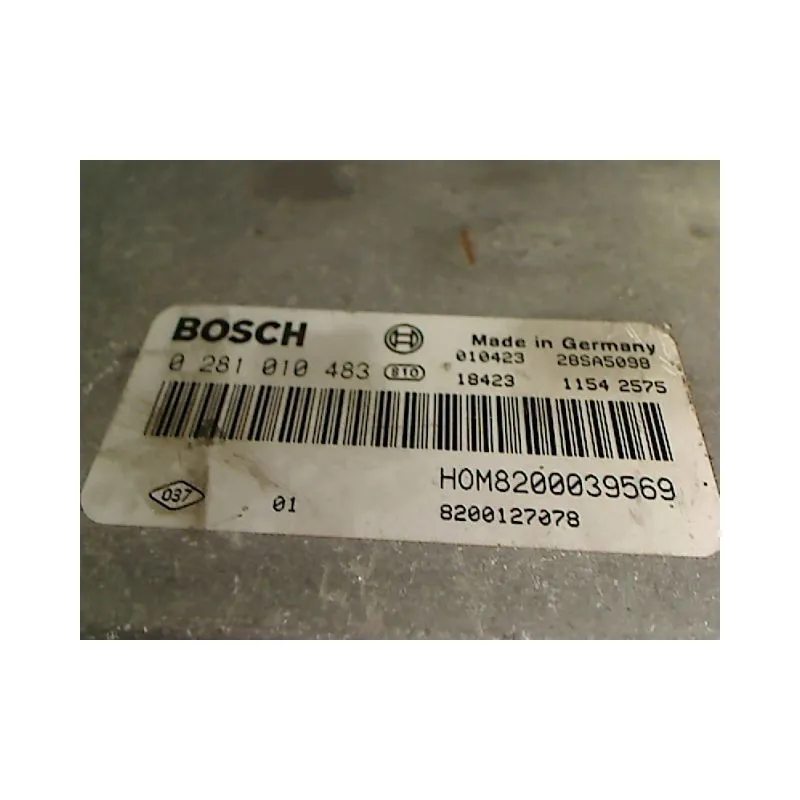 BOSCH Made in Germany
010423 28SA5098
0 281 010 483 810 18423 1154 2575
HOM8200039569
037 01 8200127078